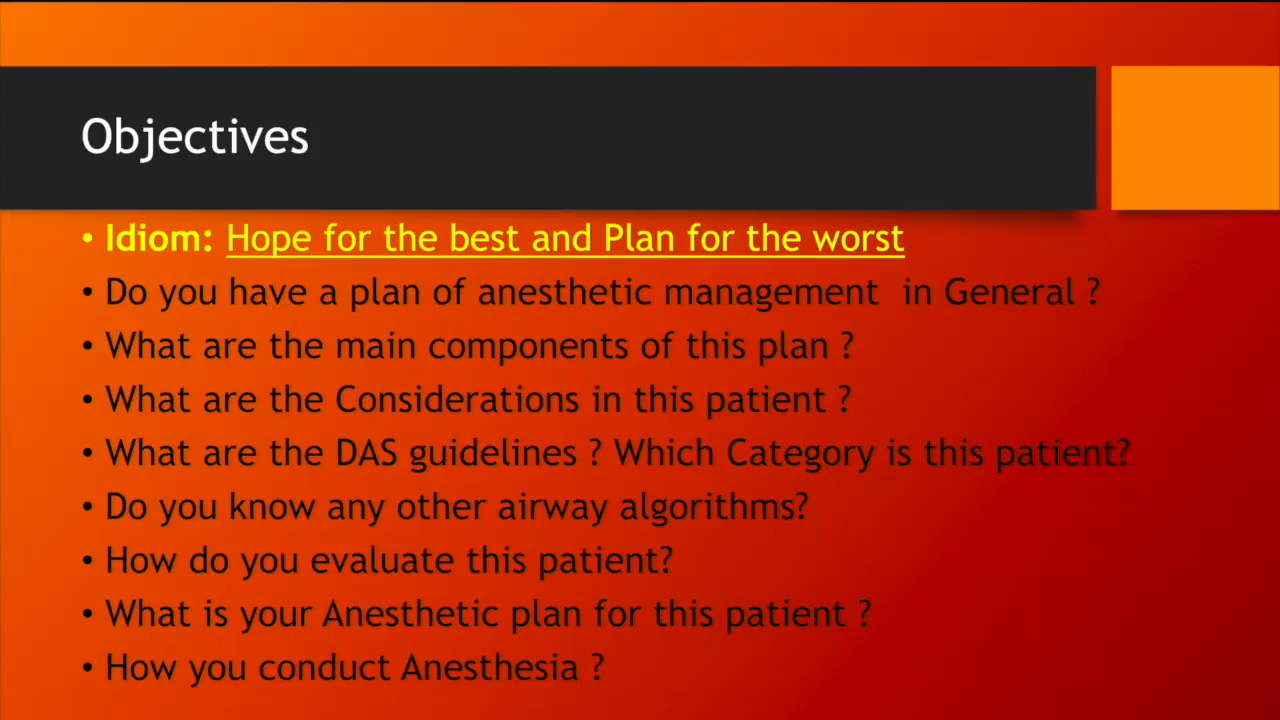 Objectives
• Idiom: Hope for the best and Plan for the worst
• Do you have a plan of anesthetic management  in General ?
• What are the main components of this plan ?
• What are the Considerations in this patient ?
• What are the DAS guidelines ? Which Category is this patient?
• Do you know any other airway algorithms?
• How do you evaluate this patient?
• What is your Anesthetic plan for this patient ?
• How you conduct Anesthesia ?